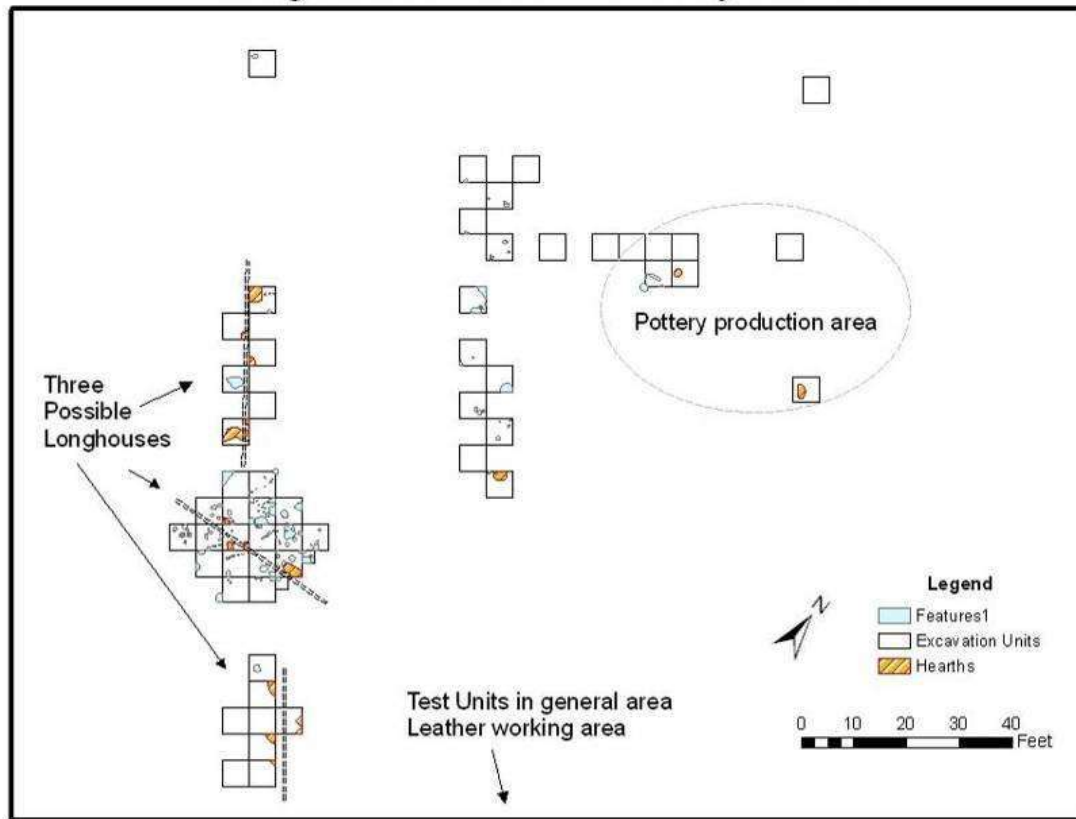 Three
Possible
Longhouses
Pottery production area
Test Units in general area
Leather working area
N
Legend
Features1
Excavation Units
Hearths
0 10 20 30 40
Feet